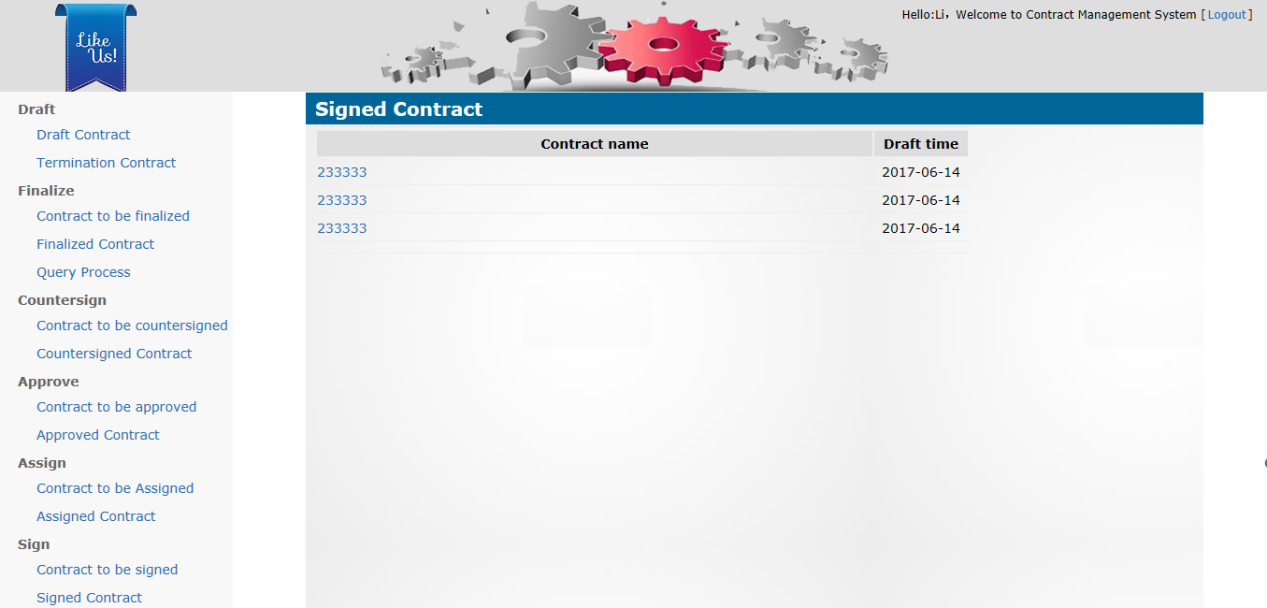 Like
Us!
Hello:Li, Welcome to Contract Management System [Logout]
Draft
Draft Contract
Termination Contract
Finalize
Contract to be finalized
Finalized Contract
Query Process
Countersign
Contract to be countersigned
Countersigned Contract
Approve
Contract to be approved
Approved Contract
Assign
Contract to be Assigned
Assigned Contract
Sign
Contract to be signed
Signed Contract
Signed Contract
Contract name Draft time
233333 2017-06-14
233333 2017-06-14
233333 2017-06-14